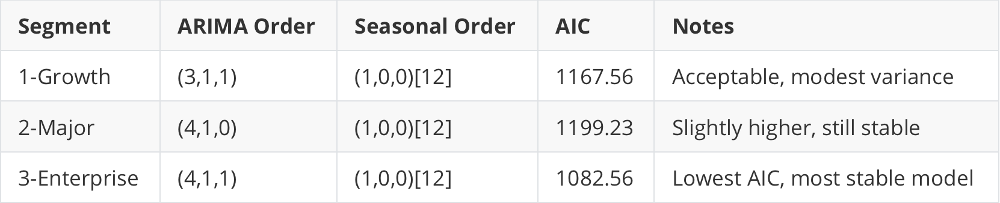 Segment ARIMA Order Seasonal Order AIC Notes
1-Growth (3,1,1) (1,0,0)[12] 1167.56 Acceptable, modest variance
2-Major (4,1,0) (1,0,0)[12] 1199.23 Slightly higher, still stable
3-Enterprise (4,1,1) (1,0,0)[12] 1082.56 Lowest AIC, most stable model